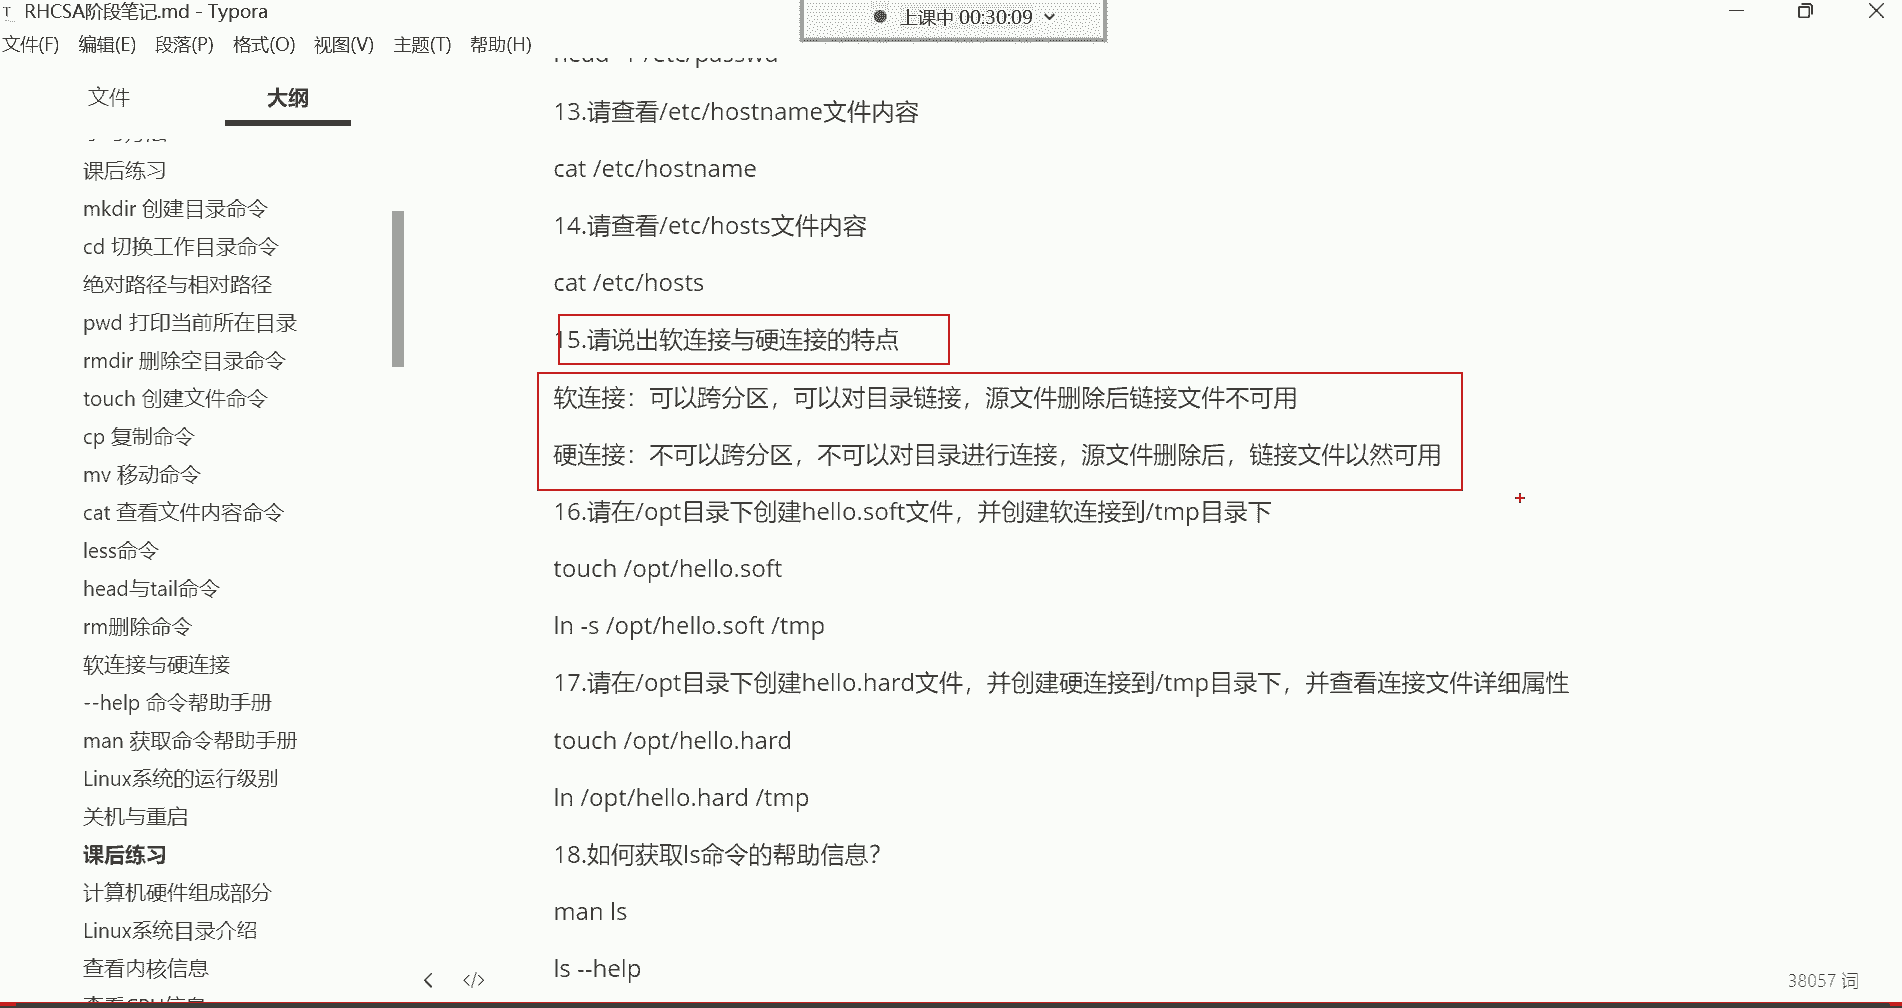 RHCSA阶段笔记.md - Typora
上课中 00:30:09
文件(F) 编辑(E) 段落(P) 格式(O) 视图(V) 主题(T) 帮助(H)
文件 大纲
课后练习
mkdir 创建目录命令
cd 切换工作目录命令
绝对路径与相对路径
pwd 打印当前所在目录
rmdir 删除空目录命令
touch 创建文件命令
cp 复制命令
mv 移动命令
cat 查看文件内容命令
less命令
head与tail命令
rm删除命令
软连接与硬连接
--help 命令帮助手册
man 获取命令帮助手册
Linux系统的运行级别
关机与重启
课后练习
计算机硬件组成部分
Linux系统目录介绍
查看内核信息
13.请查看/etc/hostname文件内容
cat /etc/hostname
14.请查看/etc/hosts文件内容
cat /etc/hosts
15.请说出软连接与硬连接的特点
软连接：可以跨分区，可以对目录链接，源文件删除后链接文件不可用
硬连接：不可以跨分区，不可以对目录进行连接，源文件删除后，链接文件以然可用
16.请在/opt目录下创建hello.soft文件，并创建软连接到/tmp目录下
touch /opt/hello.soft
ln -s /opt/hello.soft /tmp
17.请在/opt目录下创建hello.hard文件，并创建硬连接到/tmp目录下，并查看连接文件详细属性
touch /opt/hello.hard
ln /opt/hello.hard /tmp
18.如何获取ls命令的帮助信息？
man ls
ls --help
38057 词